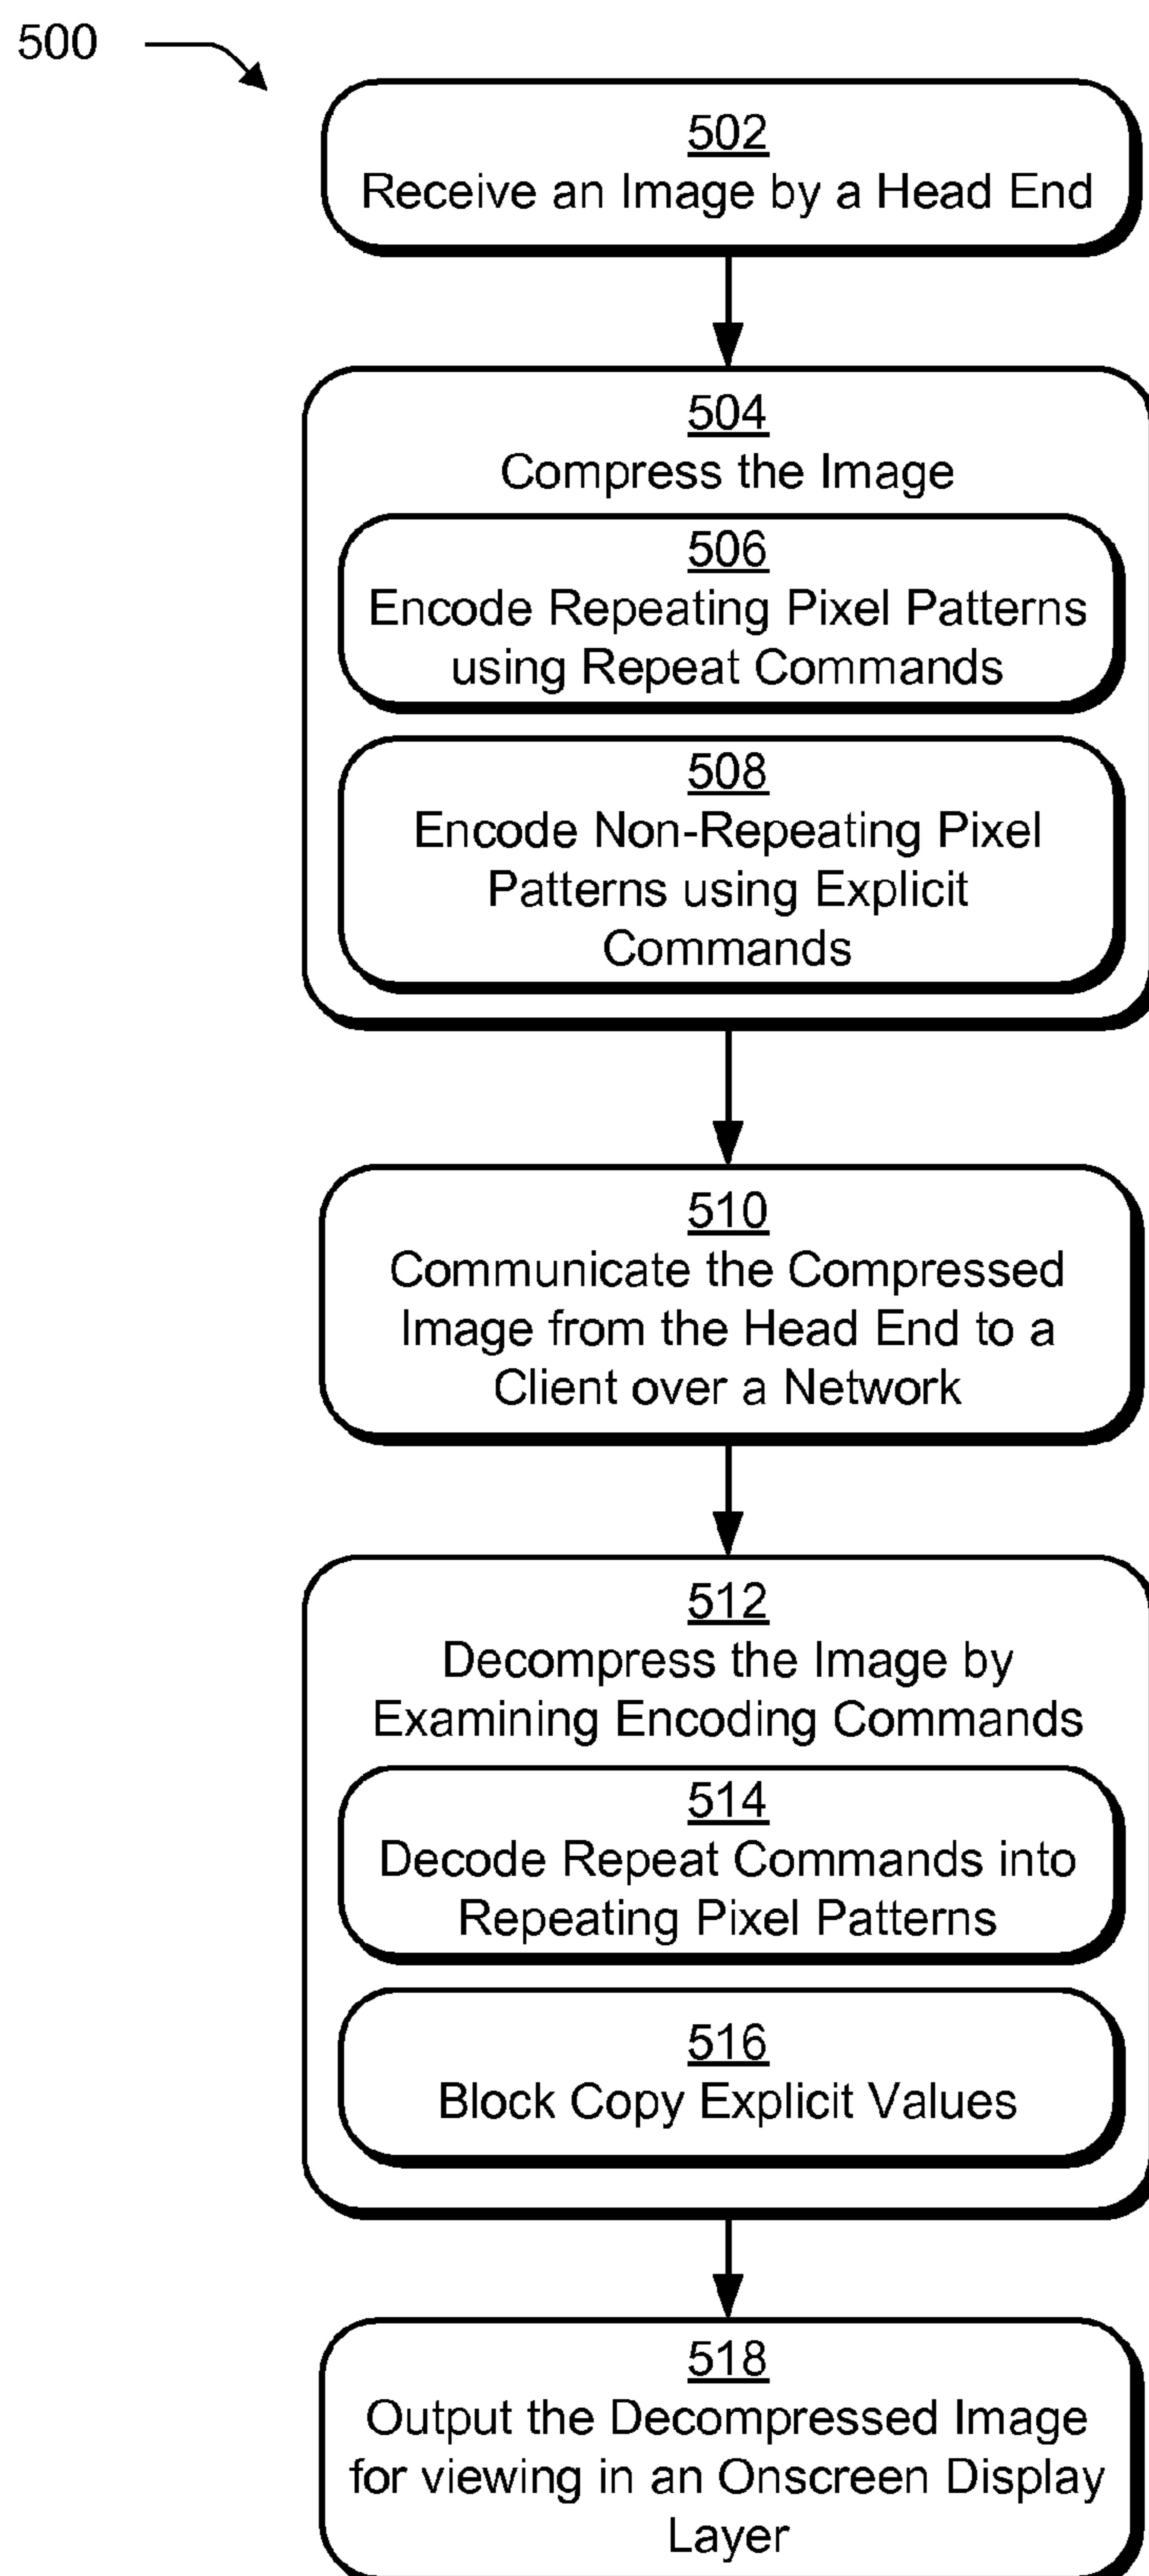 500
502
Receive an Image by a Head End
504
Compress the Image
506
Encode Repeating Pixel Patterns
using Repeat Commands
508
Encode Non-Repeating Pixel
Patterns using Explicit
Commands
510
Communicate the Compressed
Image from the Head End to a
Client over a Network
512
Decompress the Image by
Examining Encoding Commands
514
Decode Repeat Commands into
Repeating Pixel Patterns
516
Block Copy Explicit Values
518
Output the Decompressed Image
for viewing in an Onscreen Display
Layer